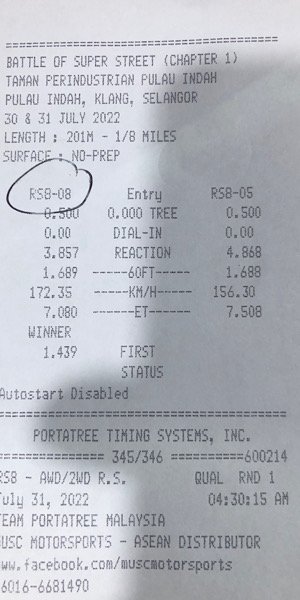 BATTLE OF SUPER STREET (CHAPTER 1)
TAMAN PERINDUSTRIAN PULAU INDAH
PULAU INDAH, KLANG, SELANGOR
30 & 31 JULY 2022
LENGTH : 201M - 1/8 MILES
SURFACE : NO-PREP
RS8-08 Entry RS8-05
0.500 0.000 TREE 0.500
0.00 DIAL-IN 0.00
3.857 REACTION 4.868
1.689 -----60FT----- 1.688
172.35 -----KM/H----- 156.30
7.080 ------ET------ 7.508
WINNER
1.439 FIRST
STATUS
Autostart Disabled
PORTATREE TIMING SYSTEMS, INC.
=============== 345/346 ==========600214
RS8 - AWD/2WD R.S. QUAL RND 1
July 31, 2022 04:30:15 AM
TEAM PORTATREE MALAYSIA
MUSC MOTORSPORTS - ASEAN DISTRIBUTOR
www.facebook.com/muscmotorsports
6016-6681490